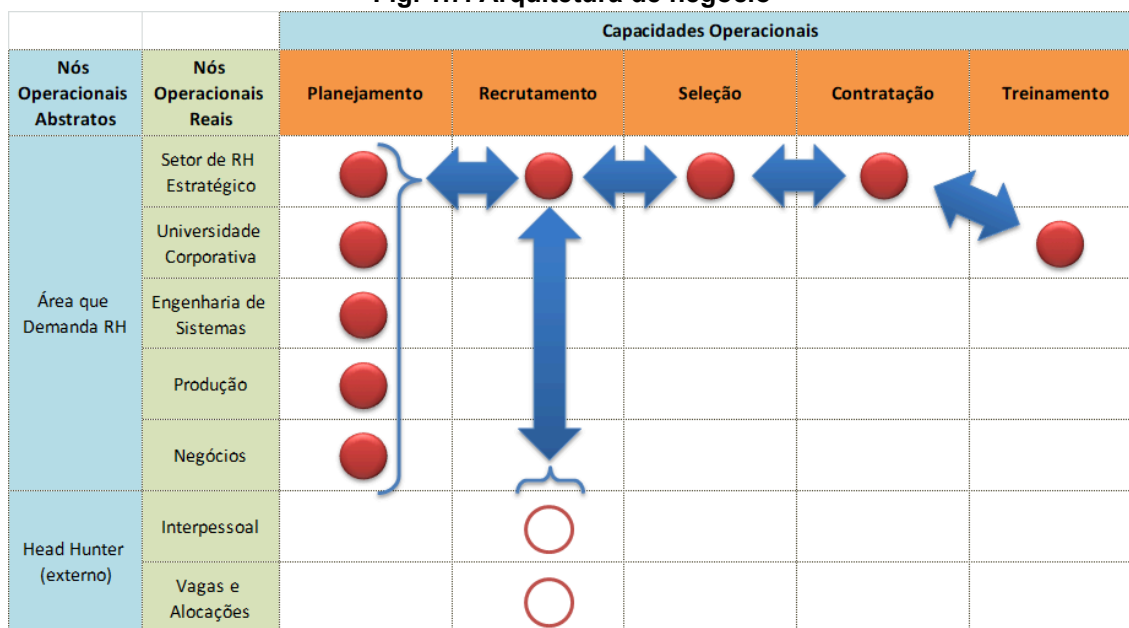 Capacidades Operacionais
Nós
Operacionais
Abstratos
Nós
Operacionais
Reais
Planejamento
Recrutamento
Seleção
Contratação
Treinamento
Área que
Demanda RH
Setor de RH
Estratégico
Universidade
Corporativa
Engenharia de
Sistemas
Produção
Negócios
Head Hunter
(externo)
Interpessoal
Vagas e
Alocações